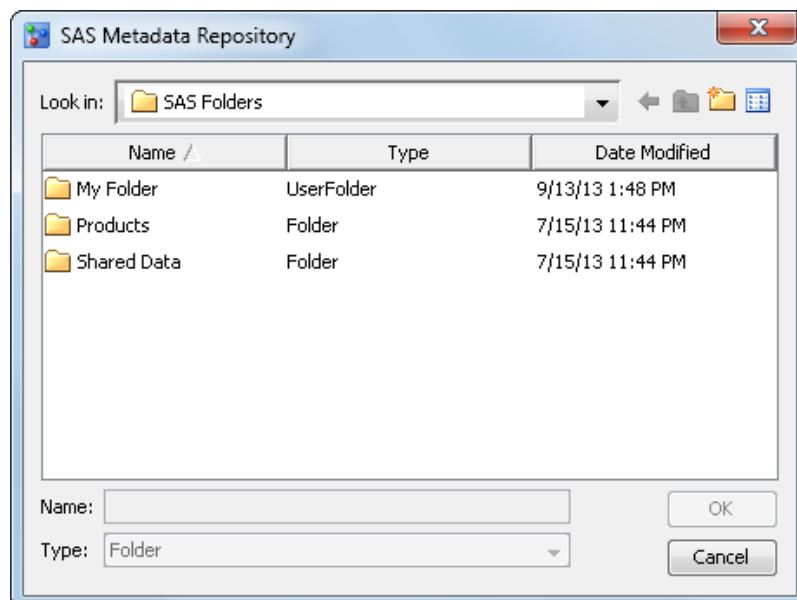 SAS Metadata Repository
Look in: SAS Folders
Name Type Date Modified
My Folder UserFolder 9/13/13 1:48 PM
Products Folder 7/15/13 11:44 PM
Shared Data Folder 7/15/13 11:44 PM
Name: OK
Type: Folder Cancel